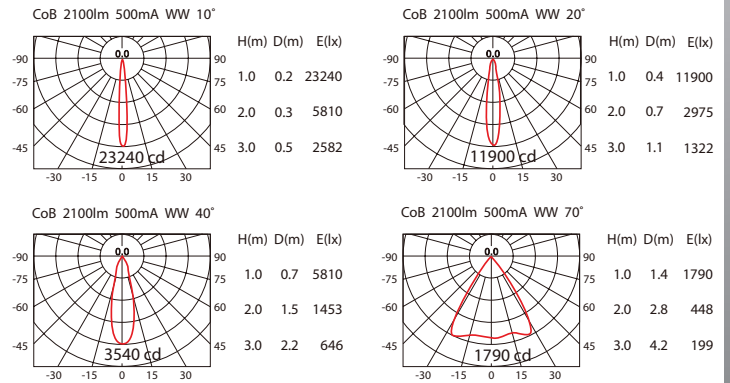 CoB 2100lm 500mA WW 10°
0.0
-90 90
-75 75
-60 60
-45 45
-30 -15 0 15 30
23240 cd
H(m) D(m) E(lx)
1.0 0.2 23240
2.0 0.3 5810
3.0 0.5 2582
CoB 2100lm 500mA WW 20°
0.0
-90 90
-75 75
-60 60
-45 45
-30 -15 0 15 30
11900 cd
H(m) D(m) E(lx)
1.0 0.4 11900
2.0 0.7 2975
3.0 1.1 1322
CoB 2100lm 500mA WW 40°
0.0
-90 90
-75 75
-60 60
-45 45
-30 -15 0 15 30
3540 cd
H(m) D(m) E(lx)
1.0 0.7 5810
2.0 1.5 1453
3.0 2.2 646
CoB 2100lm 500mA WW 70°
0.0
-90 90
-75 75
-60 60
-45 45
-30 -15 0 15 30
1790 cd
H(m) D(m) E(lx)
1.0 1.4 1790
2.0 2.8 448
3.0 4.2 199